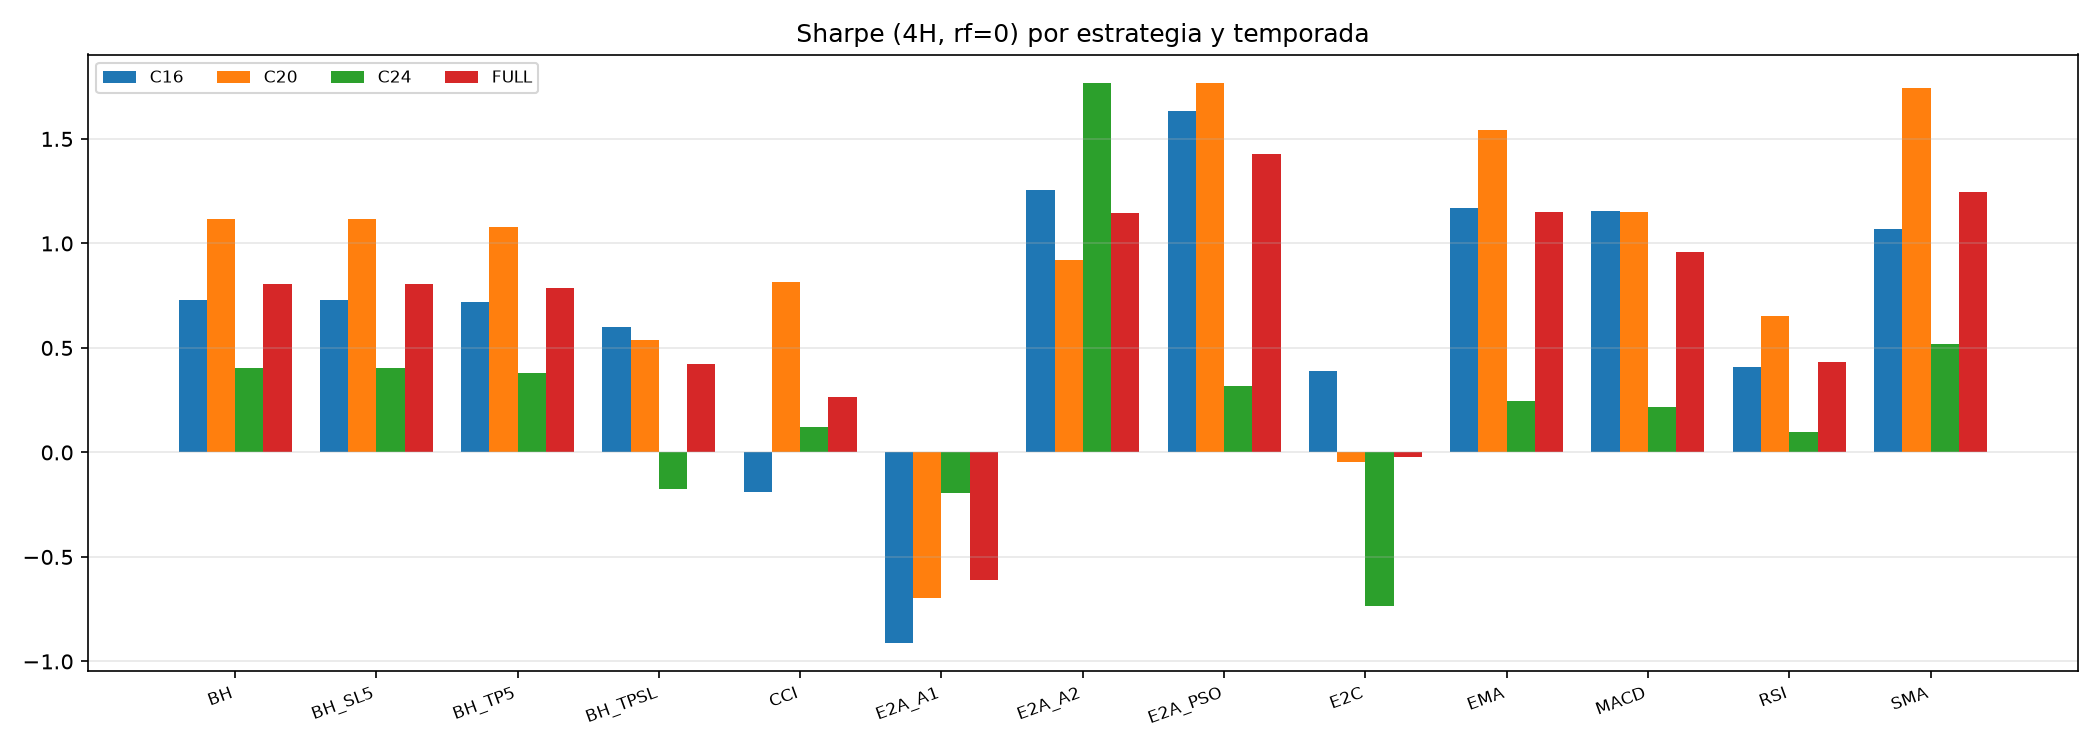 Sharpe (4H, rf=0) por estrategia y temporada
C16 C20 C24 FULL
1.5
1.0
0.5
0.0
−0.5
−1.0
BH BH_SL5 BH_TP5 BH_TPSL CCI E2A_A1 E2A_A2 E2A_PSO E2C EMA MACD RSI SMA